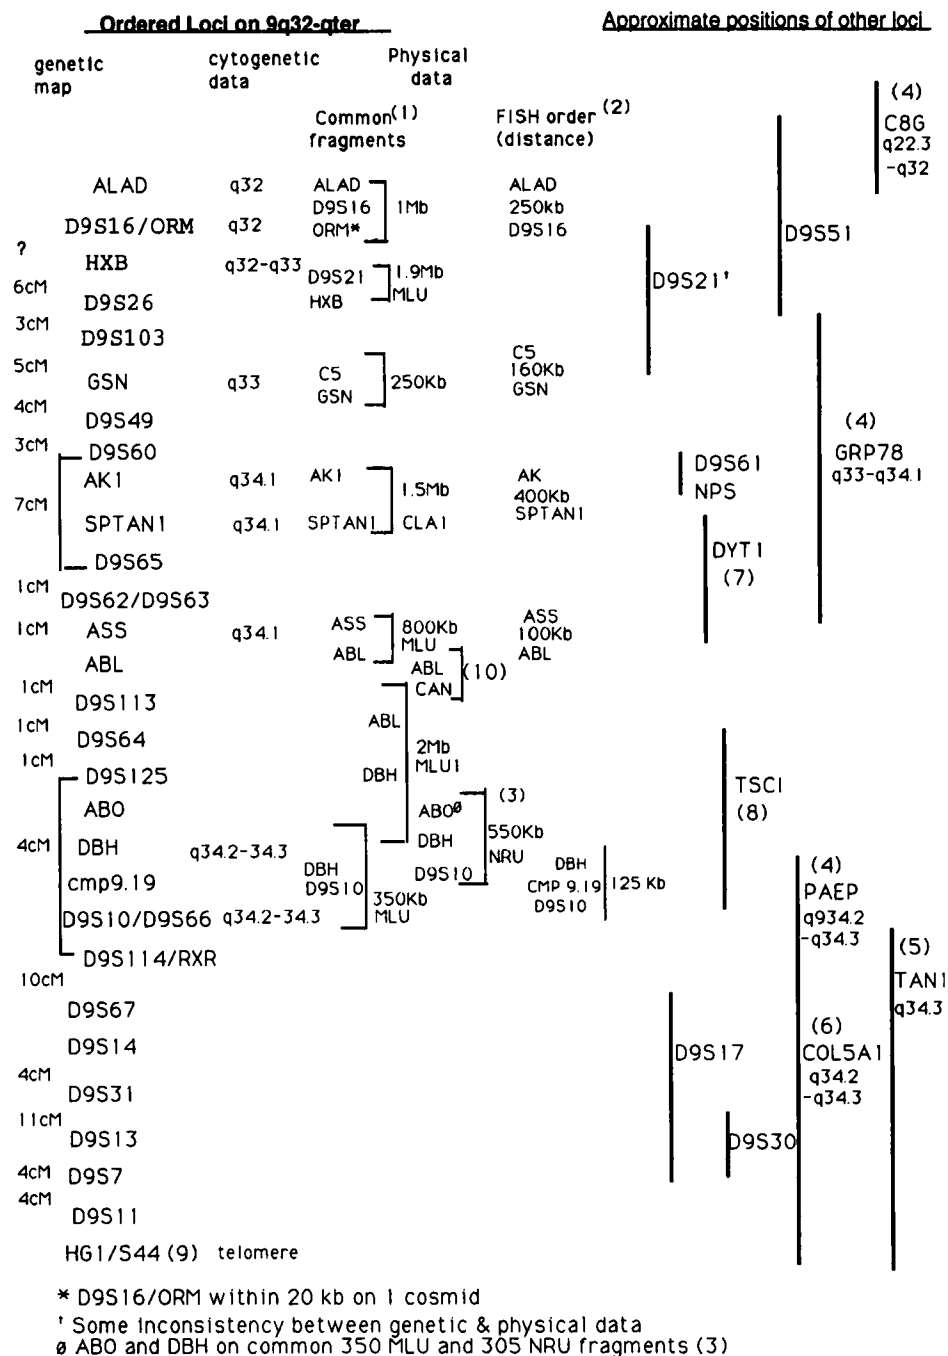 Ordered Loci on 9q32-qter
Approximate positions of other loci
genetic map
cytogenetic data
Physical data
Common (1) fragments
FISH order (2) (distance)
ALAD q32 ALAD ALAD
D9S16 1Mb 250kb
D9S16/ORM q32 ORM* D9S16
?
HXB q32-q33 D9S21 1.9Mb
6cM
D9S26 HXB MLU
3cM
D9S103
5cM
C5
GSN q33 C5 250Kb 160Kb
GSN GSN
4cM
D9S49
3cM
D9S60
AK1 q34.1 AK1 AK
7cM
1.5Mb 400Kb
SPTAN1 q34.1 SPTAN1 CLA1 SPTAN1
D9S65
1cM
D9S62/D9S63
1cM
ASS q34.1 ASS 800Kb ASS
MLU 100Kb
ABL ABL ABL
ABL (10)
CAN
1cM
D9S113
1cM
ABL
D9S64
2Mb
1cM
MLU1
DBH
D9S125
ABO ABOø (3)
4cM
DBH q34.2-34.3 DBH 550Kb
NRU
D9S10
cmp9.19 DBH DBH
D9S10 CMP 9.19 125 Kb
350Kb D9S10
D9S10/D9S66 q34.2-34.3 MLU
D9S114/RXR
10cM
D9S67
D9S14
4cM
D9S31
11cM
D9S13
4cM
D9S7
4cM
D9S11
HG1/S44 (9) telomere
(4)
C8G
q22.3
-q32
D9S51
D9S21†
(4)
GRP78
q33-q34.1
D9S61
NPS
DYT1
(7)
TSC1
(8)
(4)
PAEP
q934.2
-q34.3
(5)
TAN1
q34.3
D9S17
(6)
COL5A1
q34.2
-q34.3
D9S30
* D9S16/ORM within 20 kb on 1 cosmid
† Some inconsistency between genetic & physical data
ø ABO and DBH on common 350 MLU and 305 NRU fragments (3)